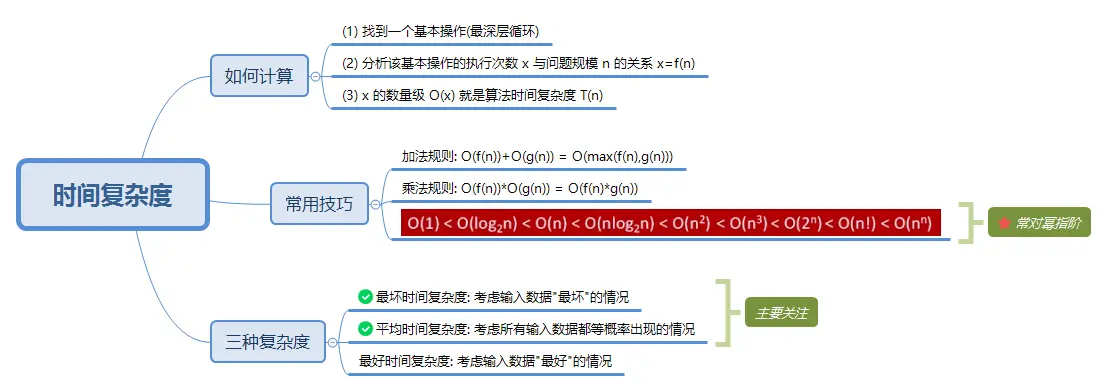 时间复杂度
如何计算
(1) 找到一个基本操作(最深层循环)
(2) 分析该基本操作的执行次数 x 与问题规模 n 的关系 x=f(n)
(3) x 的数量级 O(x) 就是算法时间复杂度 T(n)
常用技巧
加法规则: O(f(n))+O(g(n)) = O(max(f(n),g(n)))
乘法规则: O(f(n))*O(g(n)) = O(f(n)*g(n))
O(1) < O(log₂n) < O(n) < O(nlog₂n) < O(n²) < O(n³) < O(2ⁿ) < O(n!) < O(nⁿ)
常对幂指阶
三种复杂度
最坏时间复杂度: 考虑输入数据"最坏"的情况
平均时间复杂度: 考虑所有输入数据都等概率出现的情况
最好时间复杂度: 考虑输入数据"最好"的情况
主要关注